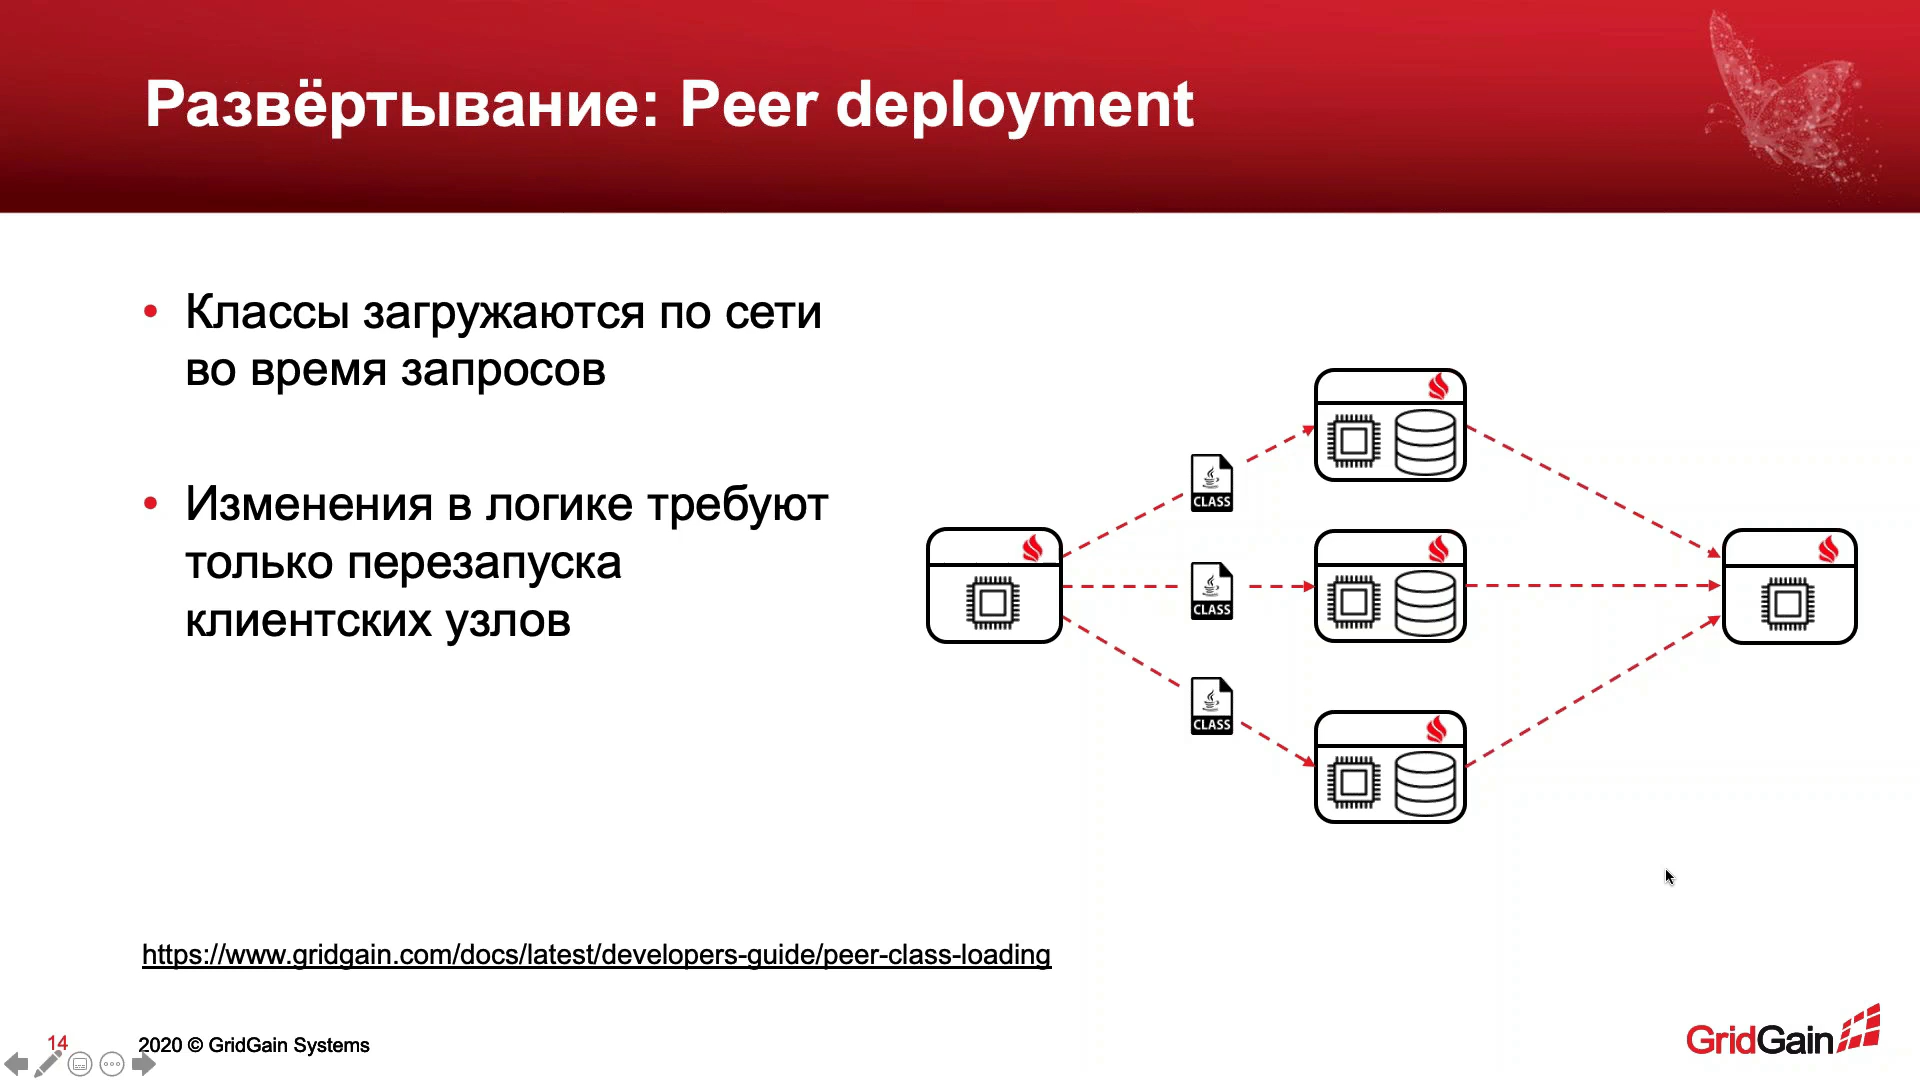 Развёртывание: Peer deployment
• Классы загружаются по сети
во время запросов
• Изменения в логике требуют
только перезапуска
клиентских узлов
CLASS
CLASS
CLASS
https://www.gridgain.com/docs/latest/developers-guide/peer-class-loading
14
2020 © GridGain Systems
GridGain